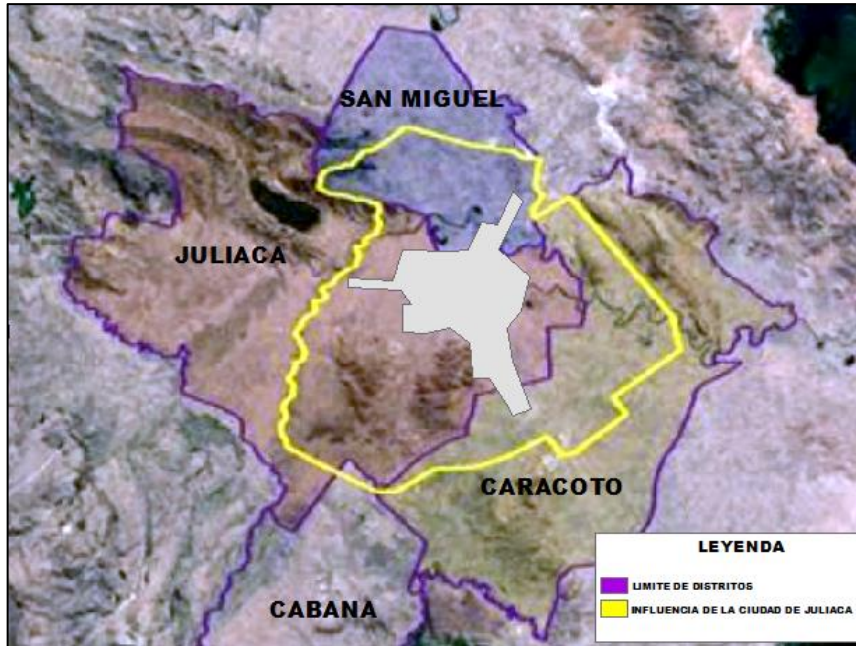 SAN MIGUEL
JULIACA
CARACOTO
CABANA
LEYENDA
LIMITE DE DISTRITOS
INFLUENCIA DE LA CIUDAD DE JULIACA